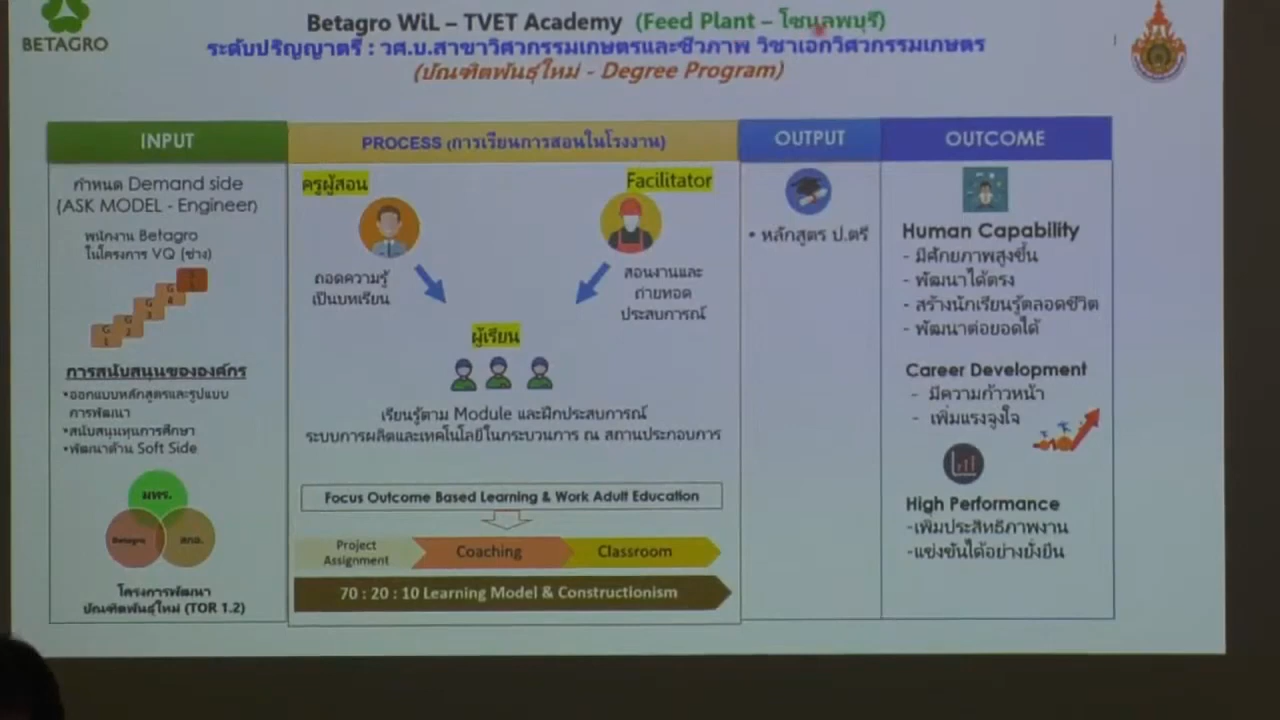 BETAGRO
Betagro WiL – TVET Academy (Feed Plant – โซนลพบุรี)
ระดับปริญญาตรี : วศ.บ.สาขาวิศวกรรมเกษตรและชีวภาพ วิชาเอกวิศวกรรมเกษตร
(บัณฑิตพันธุ์ใหม่ - Degree Program)
INPUT
กำหนด Demand side
(ASK MODEL - Engineer)
พนักงาน Betagro
ในโครงการ VQ (ช่าง)
G 1
G 2
G 3
G 4
การสนับสนุนขององค์กร
•ออกแบบหลักสูตรและรูปแบบ
การพัฒนา
•สนับสนุนทุนการศึกษา
•พัฒนาด้าน Soft Side
มทร.
Betagro
สกอ.
โครงการพัฒนา
บัณฑิตพันธุ์ใหม่ (TOR 1.2)
PROCESS (การเรียนการสอนในโรงงาน)
ครูผู้สอน
Facilitator
ถอดความรู้
เป็นบทเรียน
สอนงานและ
ถ่ายทอด
ประสบการณ์
ผู้เรียน
เรียนรู้ตาม Module และฝึกประสบการณ์
ระบบการผลิตและเทคโนโลยีในกระบวนการ ณ สถานประกอบการ
Focus Outcome Based Learning & Work Adult Education
Project
Assignment
Coaching
Classroom
70 : 20 : 10 Learning Model & Constructionism
OUTPUT
• หลักสูตร ป.ตรี
OUTCOME
Human Capability
- มีศักยภาพสูงขึ้น
- พัฒนาได้ตรง
- สร้างนักเรียนรู้ตลอดชีวิต
- พัฒนาต่อยอดได้
Career Development
- มีความก้าวหน้า
- เพิ่มแรงจูงใจ
High Performance
-เพิ่มประสิทธิภาพงาน
-แข่งขันได้อย่างยั่งยืน